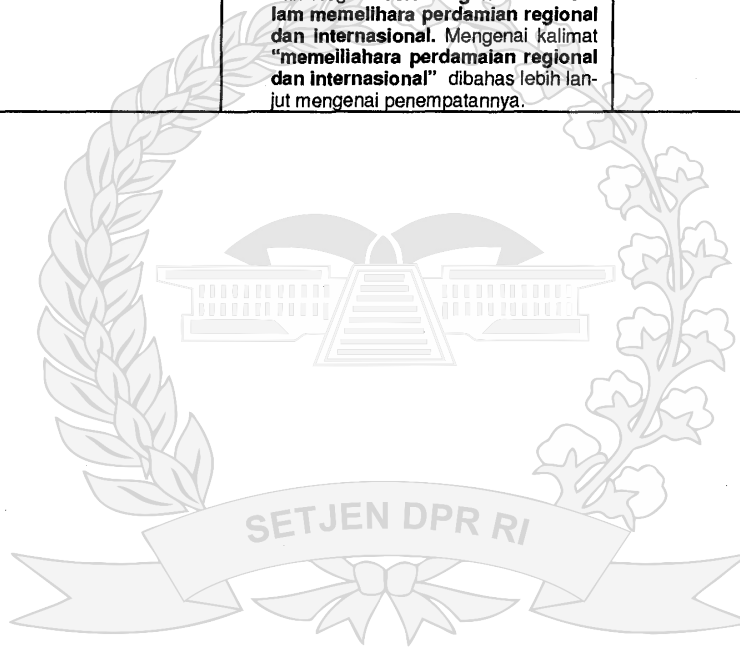 lam memelihara perdamian regional
dan internasional. Mengenai kalimat
"memeiliahara perdamaian regional
dan internasional" dibahas lebih lan-
jut mengenai penempatannya.
SETJEN DPR RI